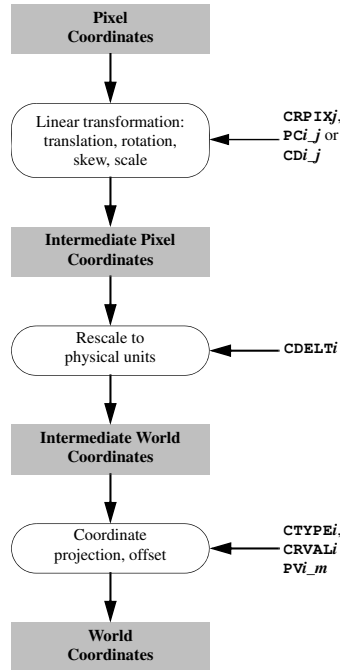 Pixel
Coordinates
Linear transformation:
translation, rotation,
skew, scale
CRPIXj,
PCi_j or
CDi_j
Intermediate Pixel
Coordinates
Rescale to
physical units
CDELTi
Intermediate World
Coordinates
Coordinate
projection, offset
CTYPEi,
CRVALi
PVi_m
World
Coordinates